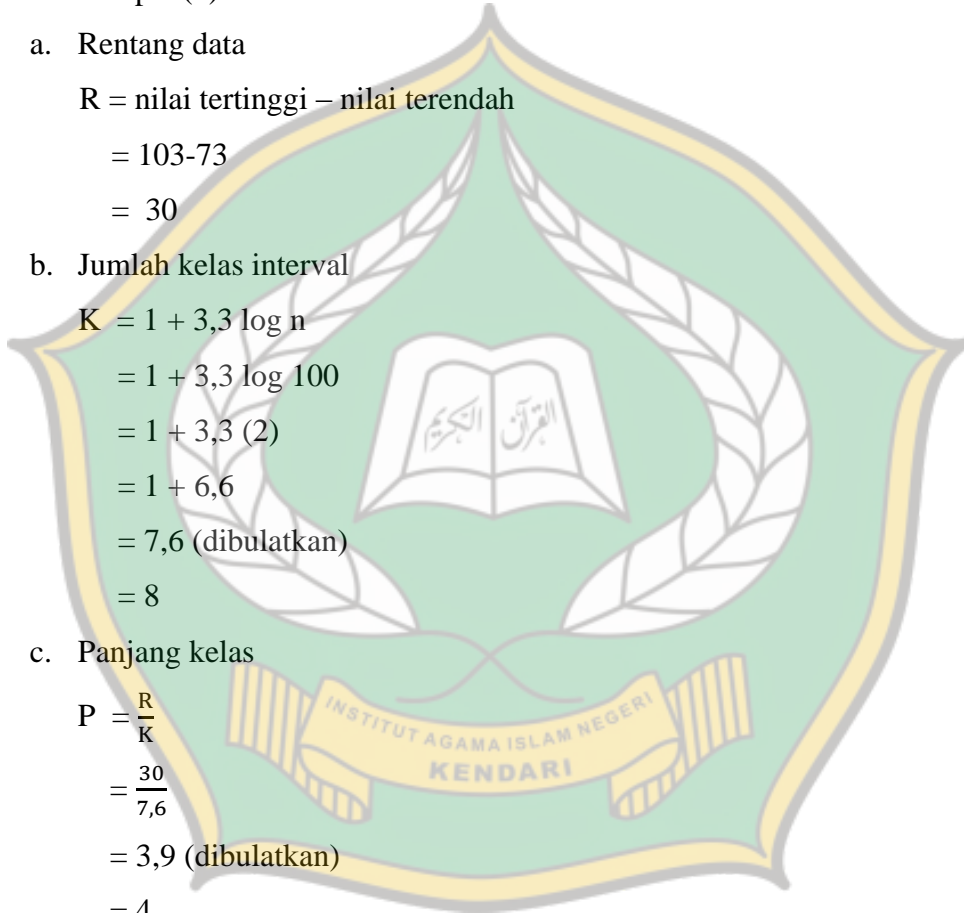 a. Rentang data
R = nilai tertinggi – nilai terendah
= 103-73
= 30
b. Jumlah kelas interval
K = 1 + 3,3 log n
= 1 + 3,3 log 100
= 1 + 3,3 (2)
= 1 + 6,6
= 7,6 (dibulatkan)
= 8
القرآن الكريم
c. Panjang kelas
P = R/K
= 30/7,6
= 3,9 (dibulatkan)
= 4
INSTITUT AGAMA ISLAM NEGERI
KENDARI